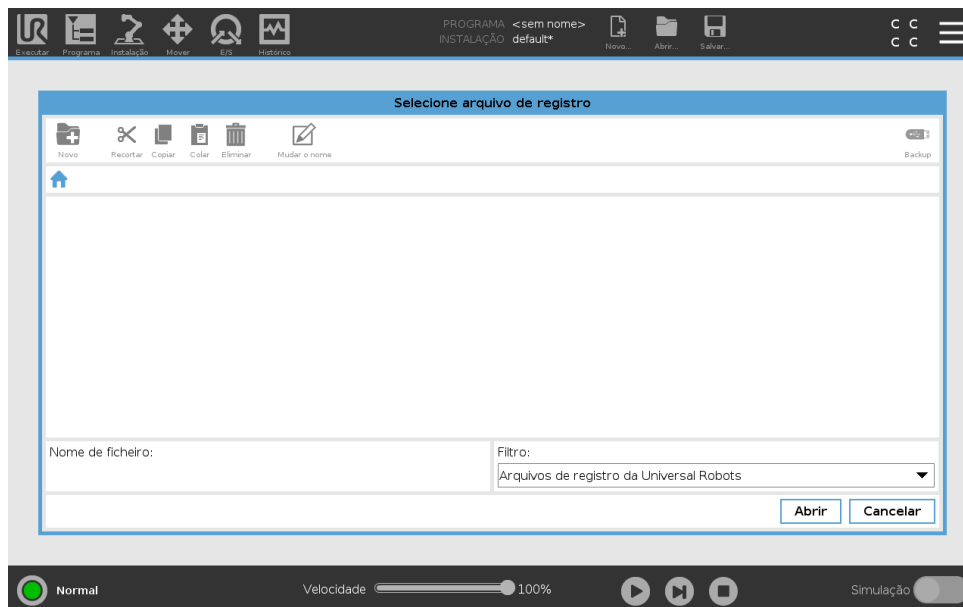 PROGRAMA <sem nome>
INSTALAÇÃO default*
Executar Programa Instalação Mover E/S Histórico Novo... Abrir... Salvar...
C C
C C
Selecione arquivo de registro
Novo Recortar Copiar Colar Eliminar Mudar o nome Backup
Nome de ficheiro: Filtro:
Arquivos de registro da Universal Robots
Abrir Cancelar
Normal Velocidade 100% Simulação